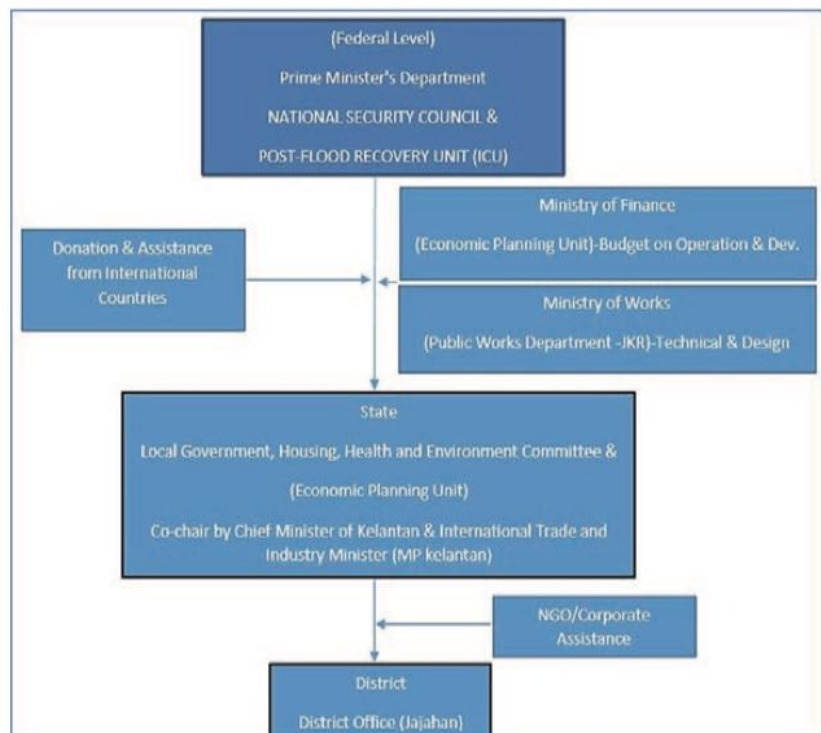 (Federal Level)
Prime Minister's Department
NATIONAL SECURITY COUNCIL &
POST-FLOOD RECOVERY UNIT (ICU)
Donation & Assistance
from International
Countries
Ministry of Finance
(Economic Planning Unit)-Budget on Operation & Dev.
Ministry of Works
(Public Works Department -JKR)-Technical & Design
State
Local Government, Housing, Health and Environment Committee &
(Economic Planning Unit)
Co-chair by Chief Minister of Kelantan & International Trade and
Industry Minister (MP kelantan)
NGO/Corporate
Assistance
District
District Office (Jajahan)